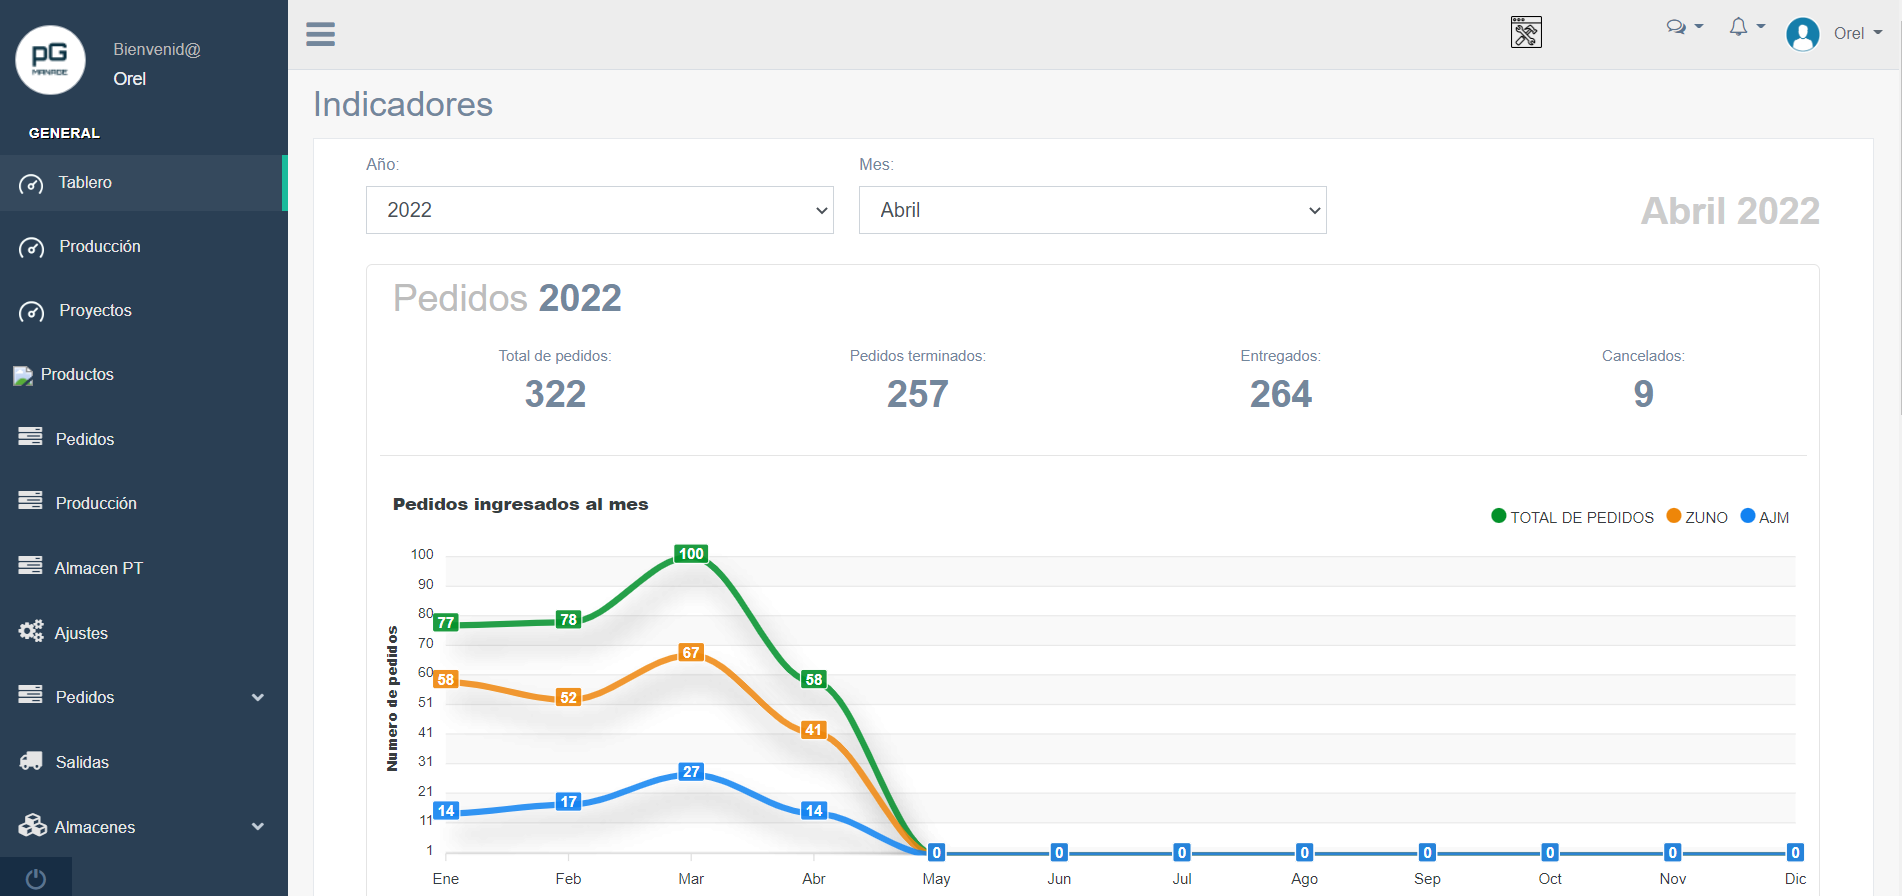 pG
MANAGE
Bienvenid@
Orel
GENERAL
Tablero
Producción
Proyectos
Productos
Pedidos
Producción
Almacen PT
Ajustes
Pedidos
Salidas
Almacenes
Orel
Indicadores
Año:
Mes:
2022
Abril
Abril 2022
Pedidos 2022
Total de pedidos:
322
Pedidos terminados:
257
Entregados:
264
Cancelados:
9
Pedidos ingresados al mes
TOTAL DE PEDIDOS ZUNO AJM
Numero de pedidos
100
90
80
70
60
51
41
31
21
11
1
77 78 100 58
58 52 67 41
14 17 27 14 0 0 0 0 0 0 0 0
Ene Feb Mar Abr May Jun Jul Ago Sep Oct Nov Dic